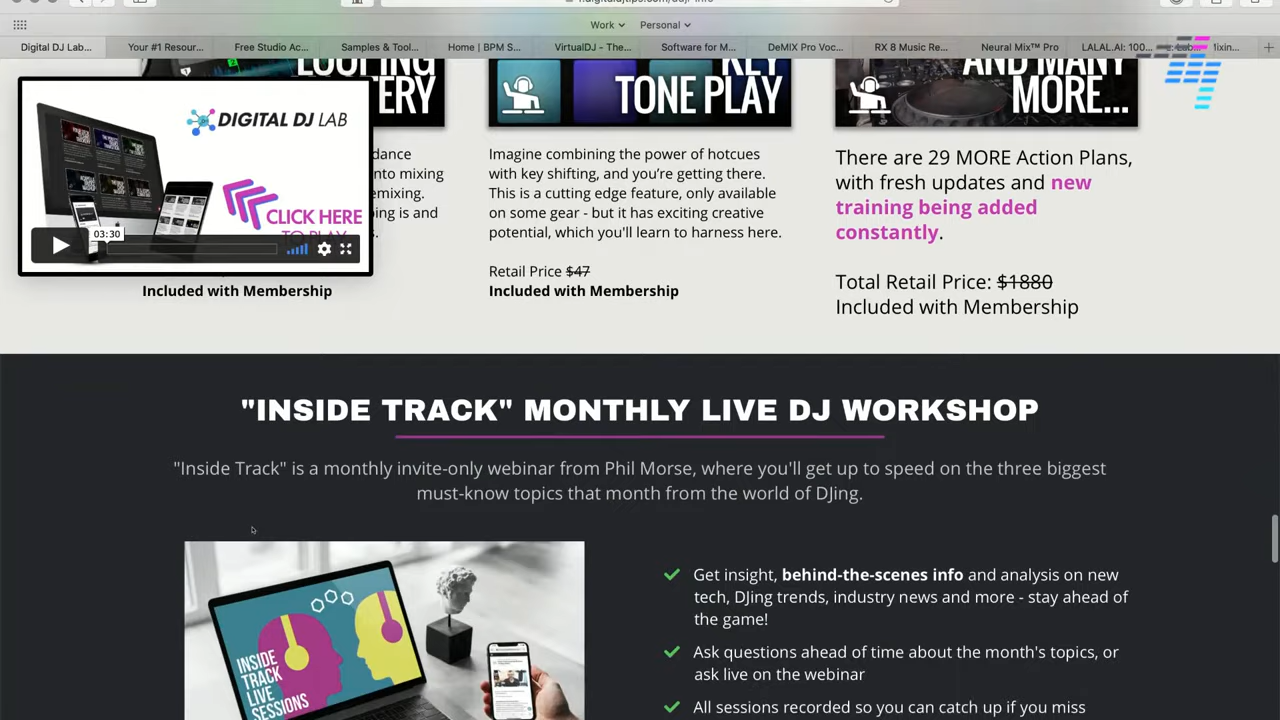 Work
Personal
Digital DJ Lab...
Your #1 Resour...
Free Studio Ac...
Samples & Tool...
Home | BPM S...
VirtualDJ - The...
Software for M...
DeMIX Pro Voc...
RX 8 Music Re...
Neural Mix™ Pro
LALAL.AI: 100...
LOOPING
KEY
AND MANY
TONE PLAY
MORE...
DIGITAL DJ LAB
CLICK HERE
TO PLAY
03:30
dance
Imagine combining the power of hotcues
with key shifting, and you’re getting there.
This is a cutting edge feature, only available
on some gear - but it has exciting creative
potential, which you'll learn to harness here.
Retail Price $47
Included with Membership
Included with Membership
There are 29 MORE Action Plans,
with fresh updates and new
training being added
constantly.
Total Retail Price: $1880
Included with Membership
"INSIDE TRACK" MONTHLY LIVE DJ WORKSHOP
"Inside Track" is a monthly invite-only webinar from Phil Morse, where you'll get up to speed on the three biggest
must-know topics that month from the world of DJing.
INSIDE
TRACK
LIVE
SESSIONS
Get insight, behind-the-scenes info and analysis on new
tech, DJing trends, industry news and more - stay ahead of
the game!
Ask questions ahead of time about the month's topics, or
ask live on the webinar
All sessions recorded so you can catch up if you miss